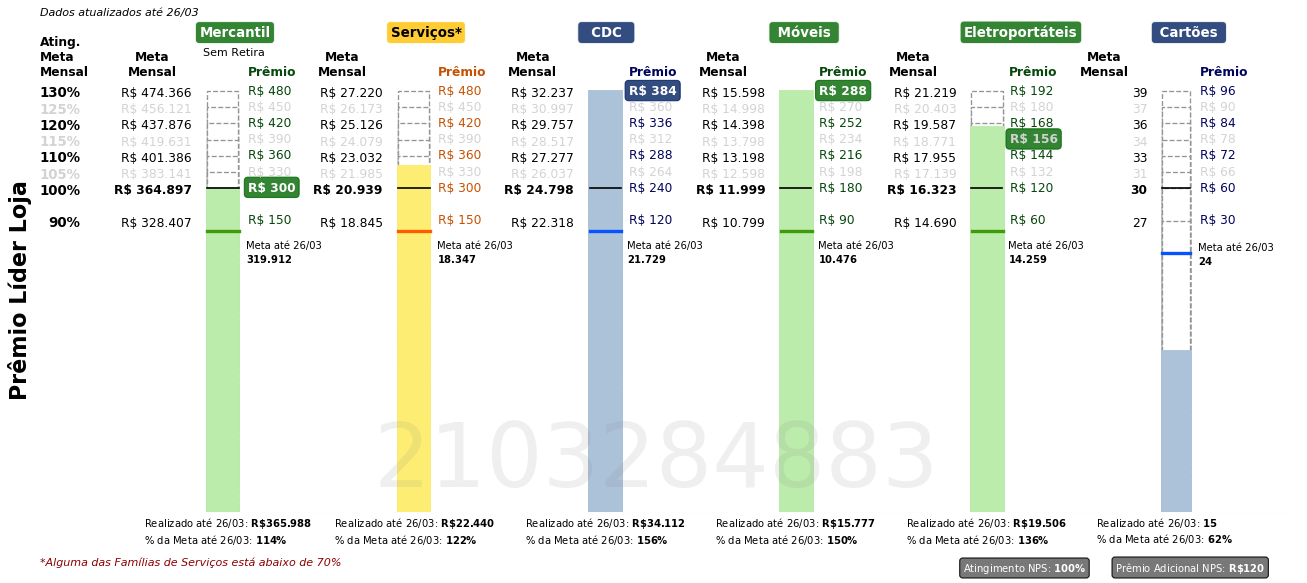 Dados atualizados até 26/03
Mercantil Serviços* CDC Móveis Eletroportáteis Cartões
Sem Retira
Ating. Meta Mensal Meta Mensal Prêmio Meta Mensal Prêmio Meta Mensal Prêmio Meta Mensal Prêmio Meta Mensal Prêmio Meta Mensal Prêmio
130% R$ 474.366 R$ 480 R$ 27.220 R$ 480 R$ 32.237 R$ 384 R$ 15.598 R$ 288 R$ 21.219 R$ 192 39 R$ 96
125% R$ 456.121 R$ 450 R$ 26.173 R$ 450 R$ 30.997 R$ 360 R$ 14.998 R$ 270 R$ 20.403 R$ 180 37 R$ 90
120% R$ 437.876 R$ 420 R$ 25.126 R$ 420 R$ 29.757 R$ 336 R$ 14.398 R$ 252 R$ 19.587 R$ 168 36 R$ 84
115% R$ 419.631 R$ 390 R$ 24.079 R$ 390 R$ 28.517 R$ 312 R$ 13.798 R$ 234 R$ 18.771 R$ 156 34 R$ 78
110% R$ 401.386 R$ 360 R$ 23.032 R$ 360 R$ 27.277 R$ 288 R$ 13.198 R$ 216 R$ 17.955 R$ 144 33 R$ 72
105% R$ 383.141 R$ 330 R$ 21.985 R$ 330 R$ 26.037 R$ 264 R$ 12.598 R$ 198 R$ 17.139 R$ 132 31 R$ 66
100% R$ 364.897 R$ 300 R$ 20.939 R$ 300 R$ 24.798 R$ 240 R$ 11.999 R$ 180 R$ 16.323 R$ 120 30 R$ 60
90% R$ 328.407 R$ 150 R$ 18.845 R$ 150 R$ 22.318 R$ 120 R$ 10.799 R$ 90 R$ 14.690 R$ 60 27 R$ 30
Meta até 26/03 Meta até 26/03 Meta até 26/03 Meta até 26/03 Meta até 26/03 Meta até 26/03
319.912 18.347 21.729 10.476 14.259 24
Prêmio Líder Loja
21032848​83
Realizado até 26/03: R$365.988 Realizado até 26/03: R$22.440 Realizado até 26/03: R$34.112 Realizado até 26/03: R$15.777 Realizado até 26/03: R$19.506 Realizado até 26/03: 15
% da Meta até 26/03: 114% % da Meta até 26/03: 122% % da Meta até 26/03: 156% % da Meta até 26/03: 150% % da Meta até 26/03: 136% % da Meta até 26/03: 62%
*Alguma das Famílias de Serviços está abaixo de 70%
Atingimento NPS: 100% Prêmio Adicional NPS: R$120